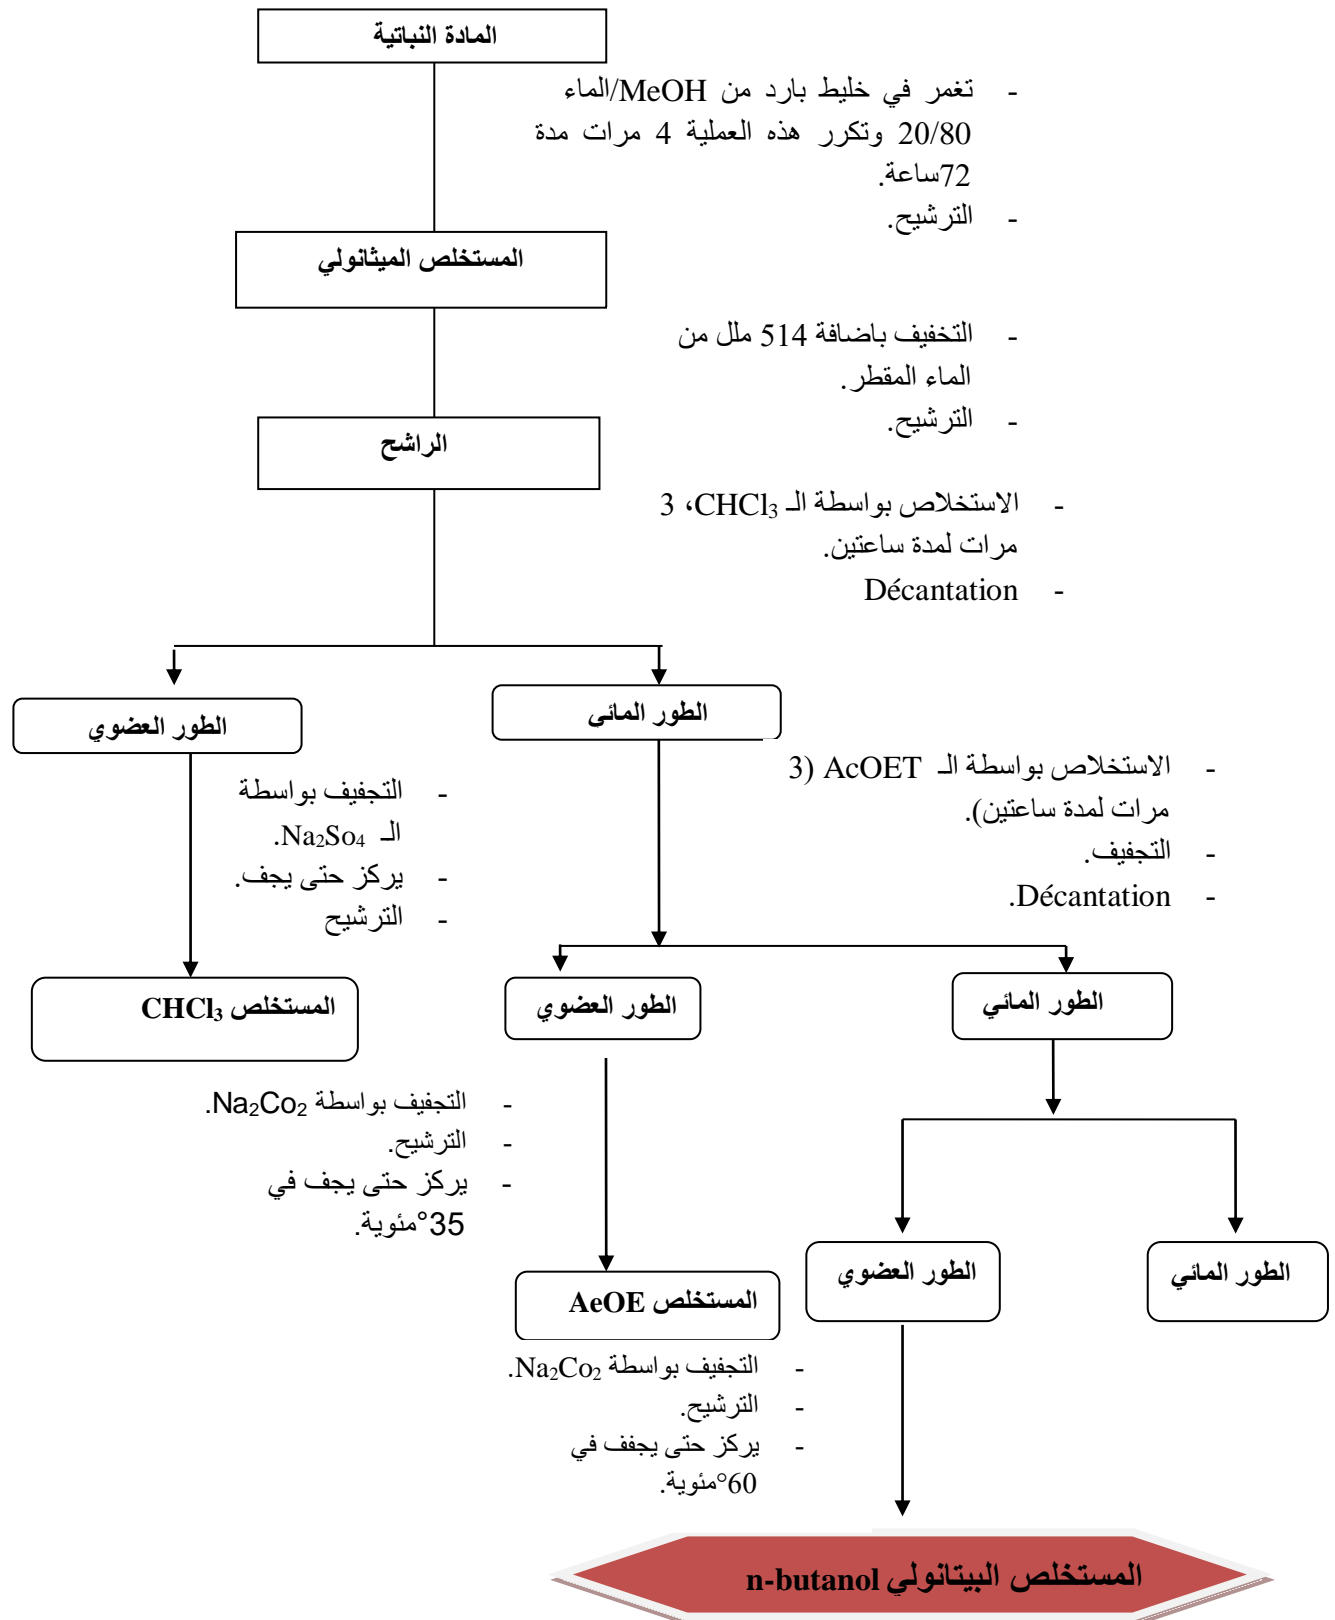 المادة النباتية
- تغمر في خليط بارد من MeOH/الماء
20/80 وتكرر هذه العملية 4 مرات مدة
72ساعة.
- الترشيح.
المستخلص الميثانولي
- التخفيف باضافة 514 ملل من
الماء المقطر.
- الترشيح.
الراشح
- الاستخلاص بواسطة الـ CHCl₃، 3
مرات لمدة ساعتين.
- Décantation
الطور العضوي
الطور المائي
- التجفيف بواسطة
الـ Na₂So₄.
- يركز حتى يجف.
- الترشيح
- الاستخلاص بواسطة الـ AcOET (3
مرات لمدة ساعتين).
- التجفيف.
- Décantation.
المستخلص CHCl₃
الطور العضوي
الطور المائي
- التجفيف بواسطة Na₂Co₂.
- الترشيح.
- يركز حتى يجف في
35°مئوية.
الطور العضوي
الطور المائي
المستخلص AeOE
- التجفيف بواسطة Na₂Co₂.
- الترشيح.
- يركز حتى يجفف في
60°مئوية.
المستخلص البيتانولي n-butanol